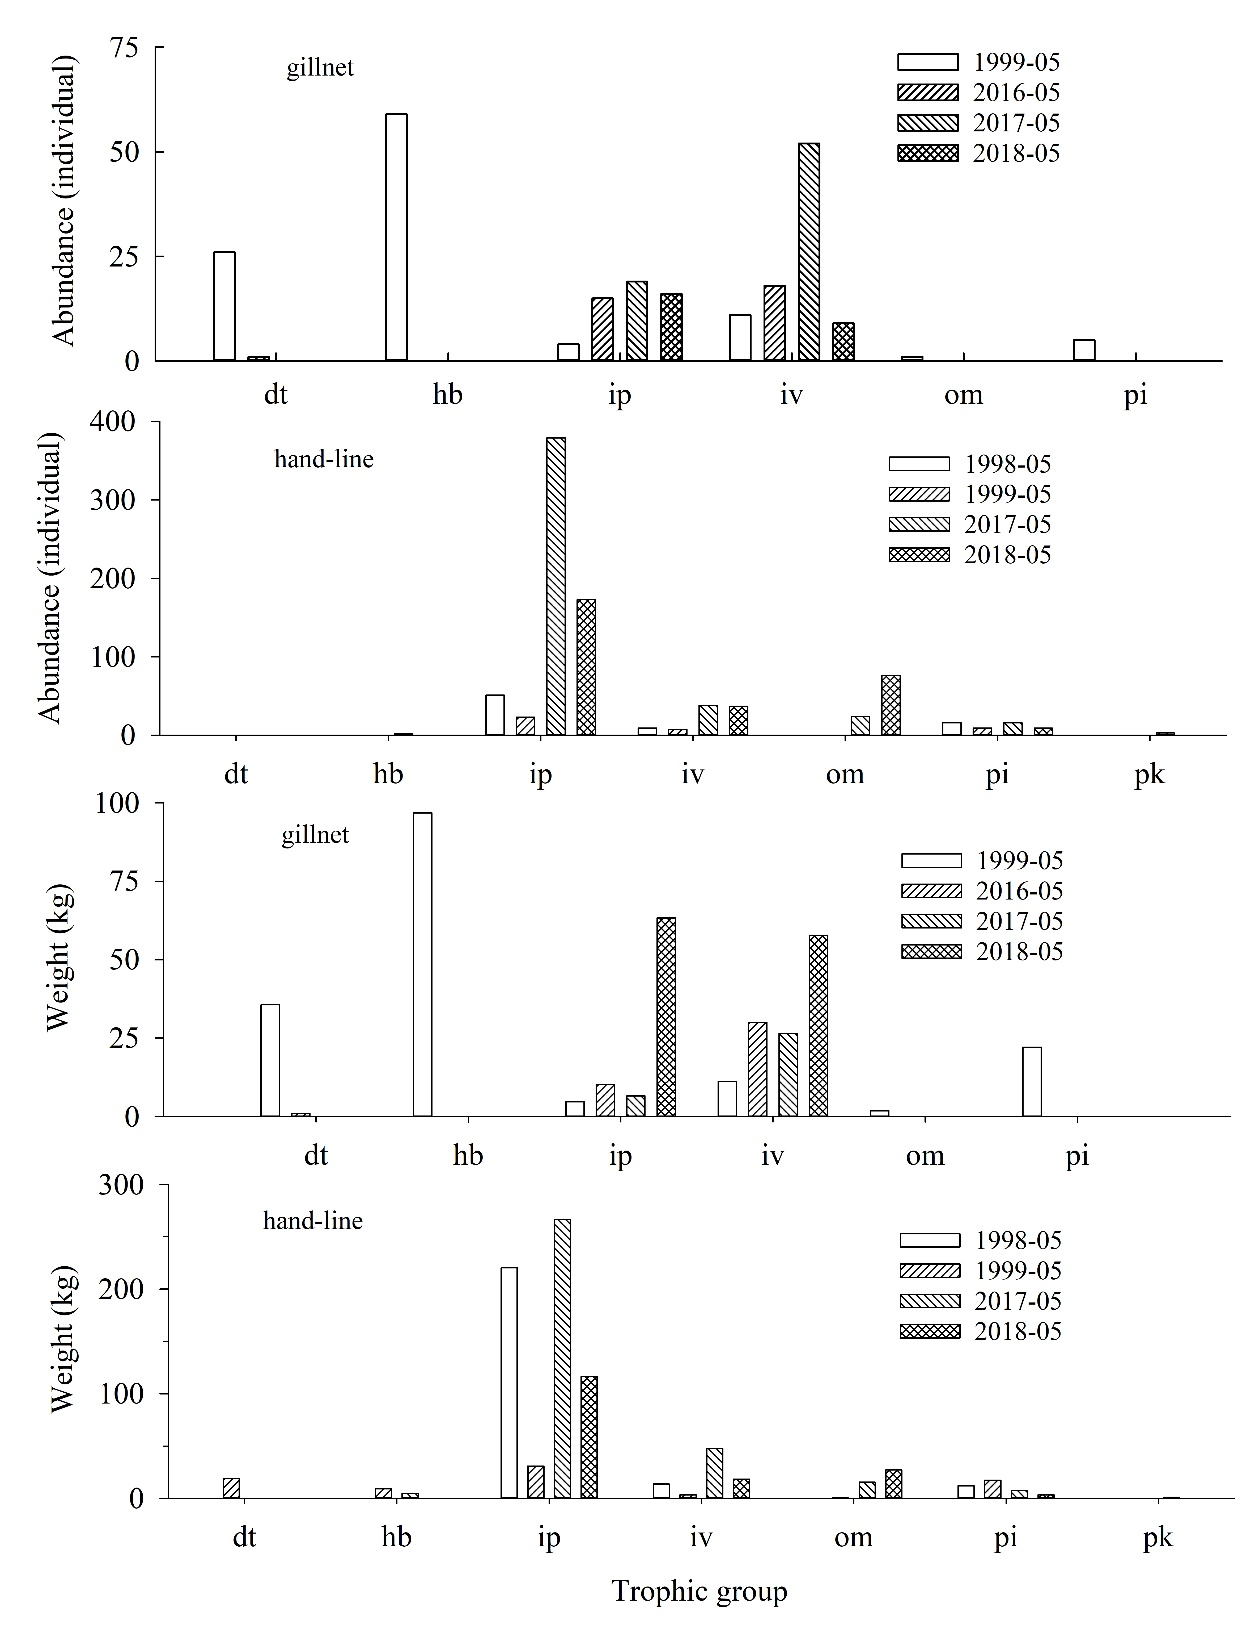 75
gillnet
1999-05
2016-05
2017-05
2018-05
50
25
0
Abundance (individual)
dt hb ip iv om pi
400
hand-line
1998-05
1999-05
2017-05
2018-05
300
200
100
0
Abundance (individual)
dt hb ip iv om pi pk
100
gillnet
1999-05
2016-05
2017-05
2018-05
75
50
25
0
Weight (kg)
dt hb ip iv om pi
300
hand-line
1998-05
1999-05
2017-05
2018-05
200
100
0
Weight (kg)
dt hb ip iv om pi pk
Trophic group